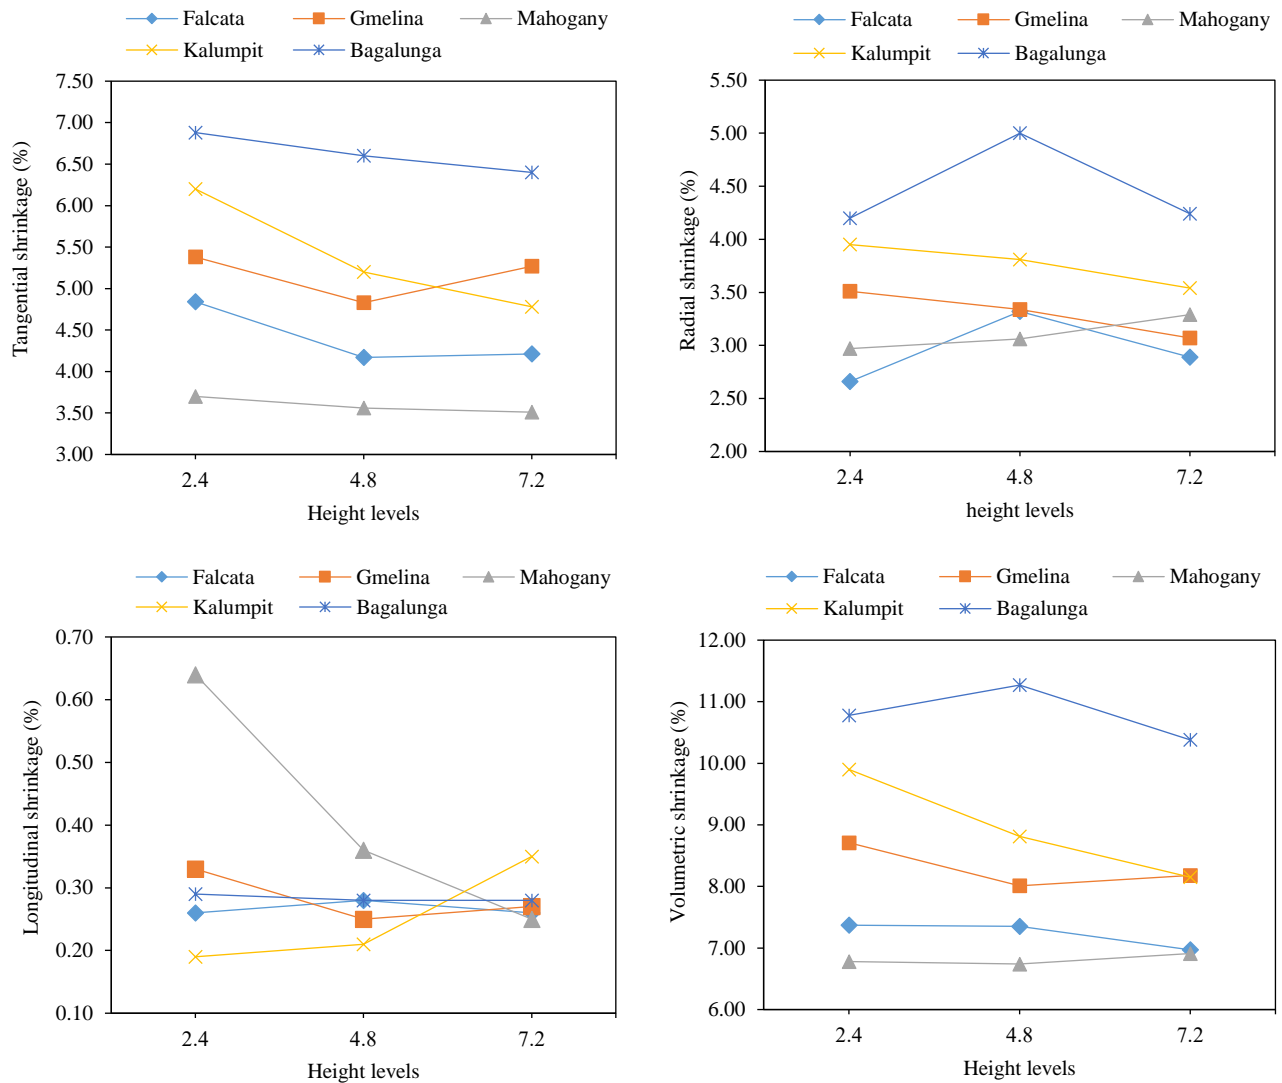 Falcata Gmelina Mahogany
Kalumpit Bagalunga
7.50
7.00
6.50
6.00
5.50
5.00
4.50
4.00
3.50
3.00
Tangential shrinkage (%)
2.4 4.8 7.2
Height levels
Falcata Gmelina Mahogany
Kalumpit Bagalunga
5.50
5.00
4.50
4.00
3.50
3.00
2.50
2.00
Radial shrinkage (%)
2.4 4.8 7.2
height levels
Falcata Gmelina Mahogany
Kalumpit Bagalunga
0.70
0.60
0.50
0.40
0.30
0.20
0.10
Longitudinal shrinkage (%)
2.4 4.8 7.2
Height levels
Falcata Gmelina Mahogany
Kalumpit Bagalunga
12.00
11.00
10.00
9.00
8.00
7.00
6.00
Volumetric shrinkage (%)
2.4 4.8 7.2
Height levels